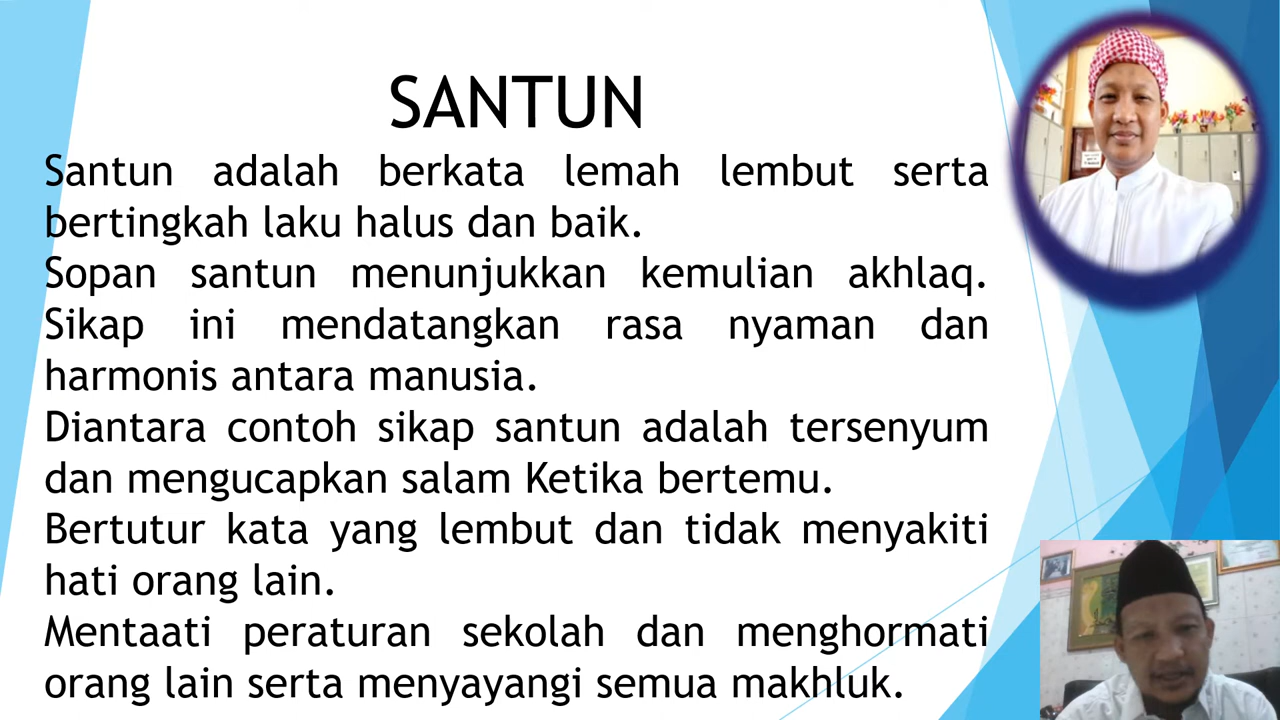 SANTUN
Santun adalah berkata lemah lembut serta
bertingkah laku halus dan baik.
Sopan santun menunjukkan kemulian akhlaq.
Sikap ini mendatangkan rasa nyaman dan
harmonis antara manusia.
Diantara contoh sikap santun adalah tersenyum
dan mengucapkan salam Ketika bertemu.
Bertutur kata yang lembut dan tidak menyakiti
hati orang lain.
Mentaati peraturan sekolah dan menghormati
orang lain serta menyayangi semua makhluk.